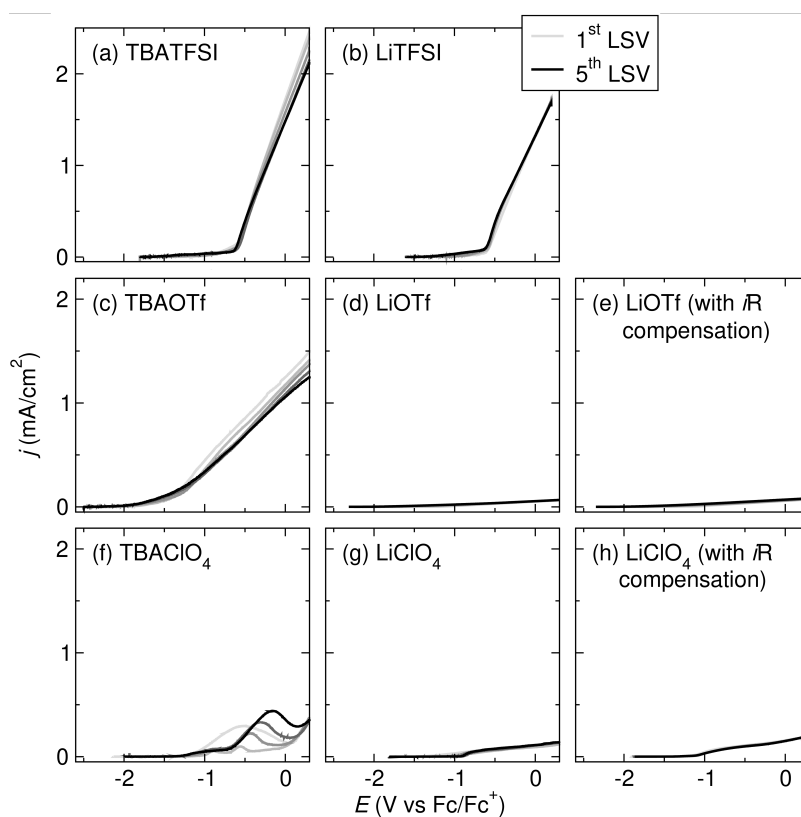 (a) TBATFSI
(b) LiTFSI
1st LSV
5th LSV
2
1
0
(c) TBAOTf
(d) LiOTf
(e) LiOTf (with iR
compensation)
2
1
0
j (mA/cm2)
(f) TBAClO4
(g) LiClO4
(h) LiClO4 (with iR
compensation)
2
1
0
-2 -1 0 -2 -1 0 -2 -1 0
E (V vs Fc/Fc+)